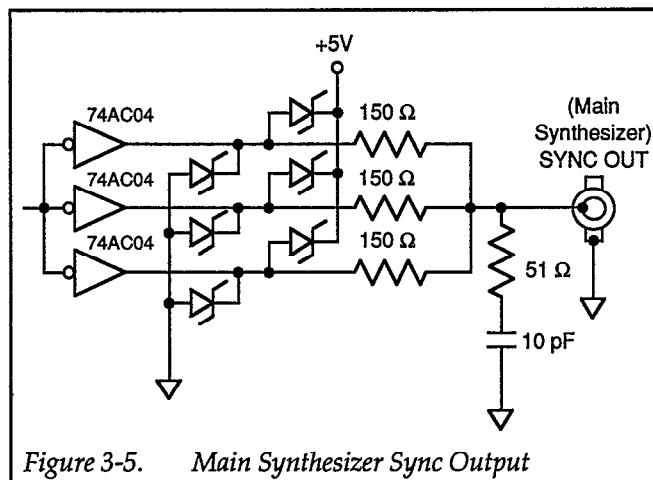 +5V
74AC04
150 Ω
(Main
Synthesizer)
SYNC OUT
74AC04
150 Ω
74AC04
150 Ω
51 Ω
10 pF
Figure 3-5. Main Synthesizer Sync Output